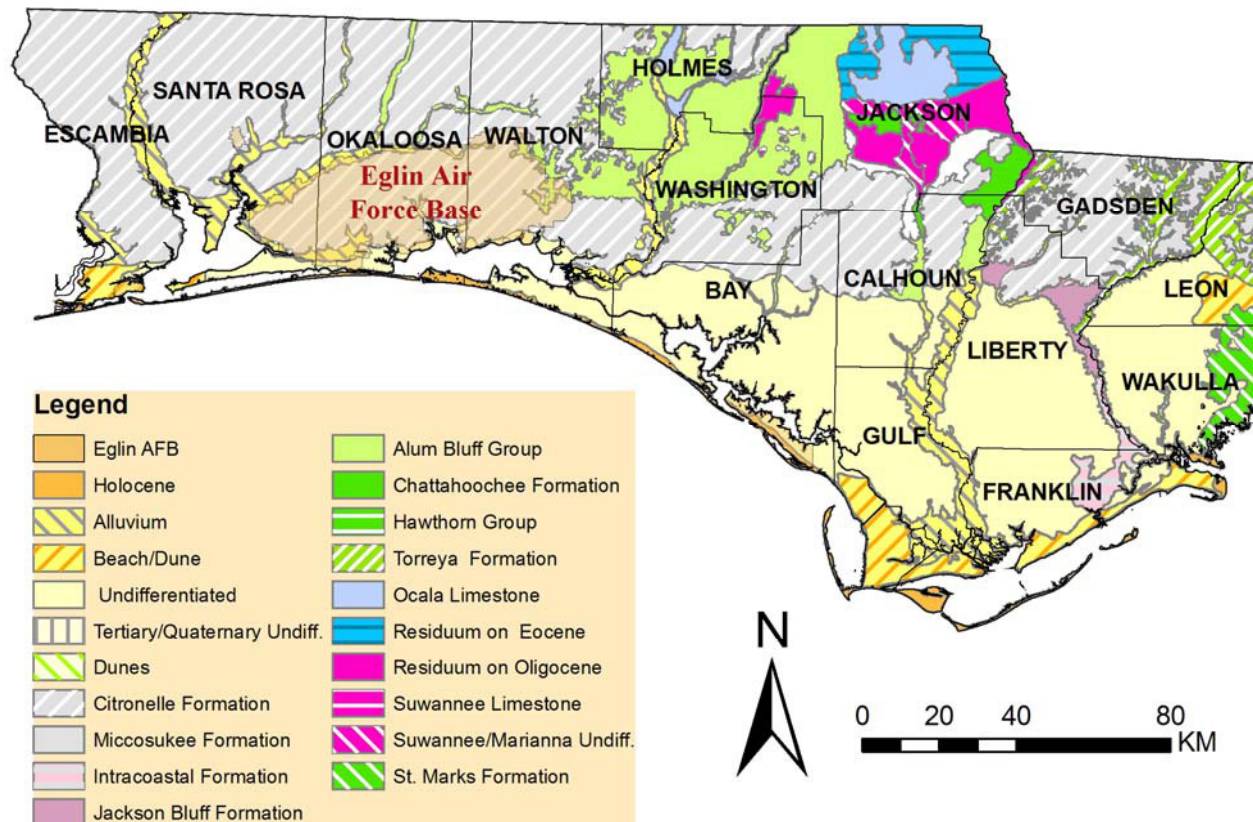 HOLMES
SANTA ROSA
JACKSON
ESCAMBIA
OKALOOSA
WALTON
Eglin Air
Force Base
WASHINGTON
GADSDEN
CALHOUN
BAY
LEON
LIBERTY
WAKULLA
GULF
FRANKLIN
Legend
Eglin AFB
Holocene
Alluvium
Beach/Dune
Undifferentiated
Tertiary/Quaternary Undiff.
Dunes
Citronelle Formation
Miccosukee Formation
Intracoastal Formation
Jackson Bluff Formation
Alum Bluff Group
Chattahoochee Formation
Hawthorn Group
Torreya Formation
Ocala Limestone
Residuum on Eocene
Residuum on Oligocene
Suwannee Limestone
Suwannee/Marianna Undiff.
St. Marks Formation
N
0 20 40 80
KM